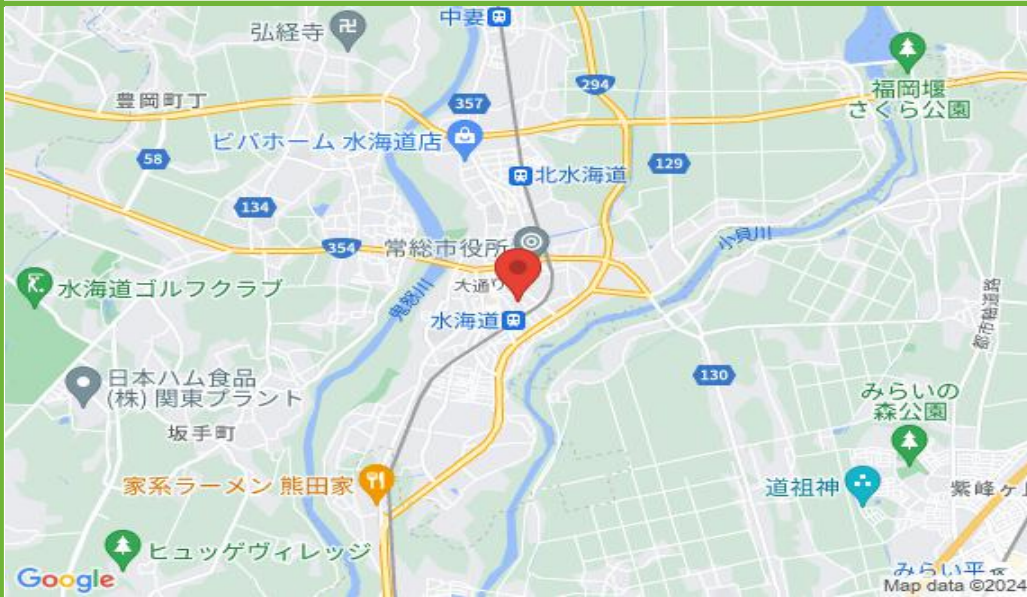 中妻
弘経寺
福岡堰
さくら公園
294
豊岡町丁
357
ビバホーム 水海道店
58
129
北水海道
134
小貝川
354
常総市役所
大通り
水海道ゴルフクラブ
鬼怒川
水海道
都市軸道路
日本ハム食品
(株) 関東プラント
130
みらいの
森公園
坂手町
家系ラーメン 熊田家
道祖神
紫峰ヶ丘
ヒュッゲヴィレッジ
みらい平
Google
Map data ©2024